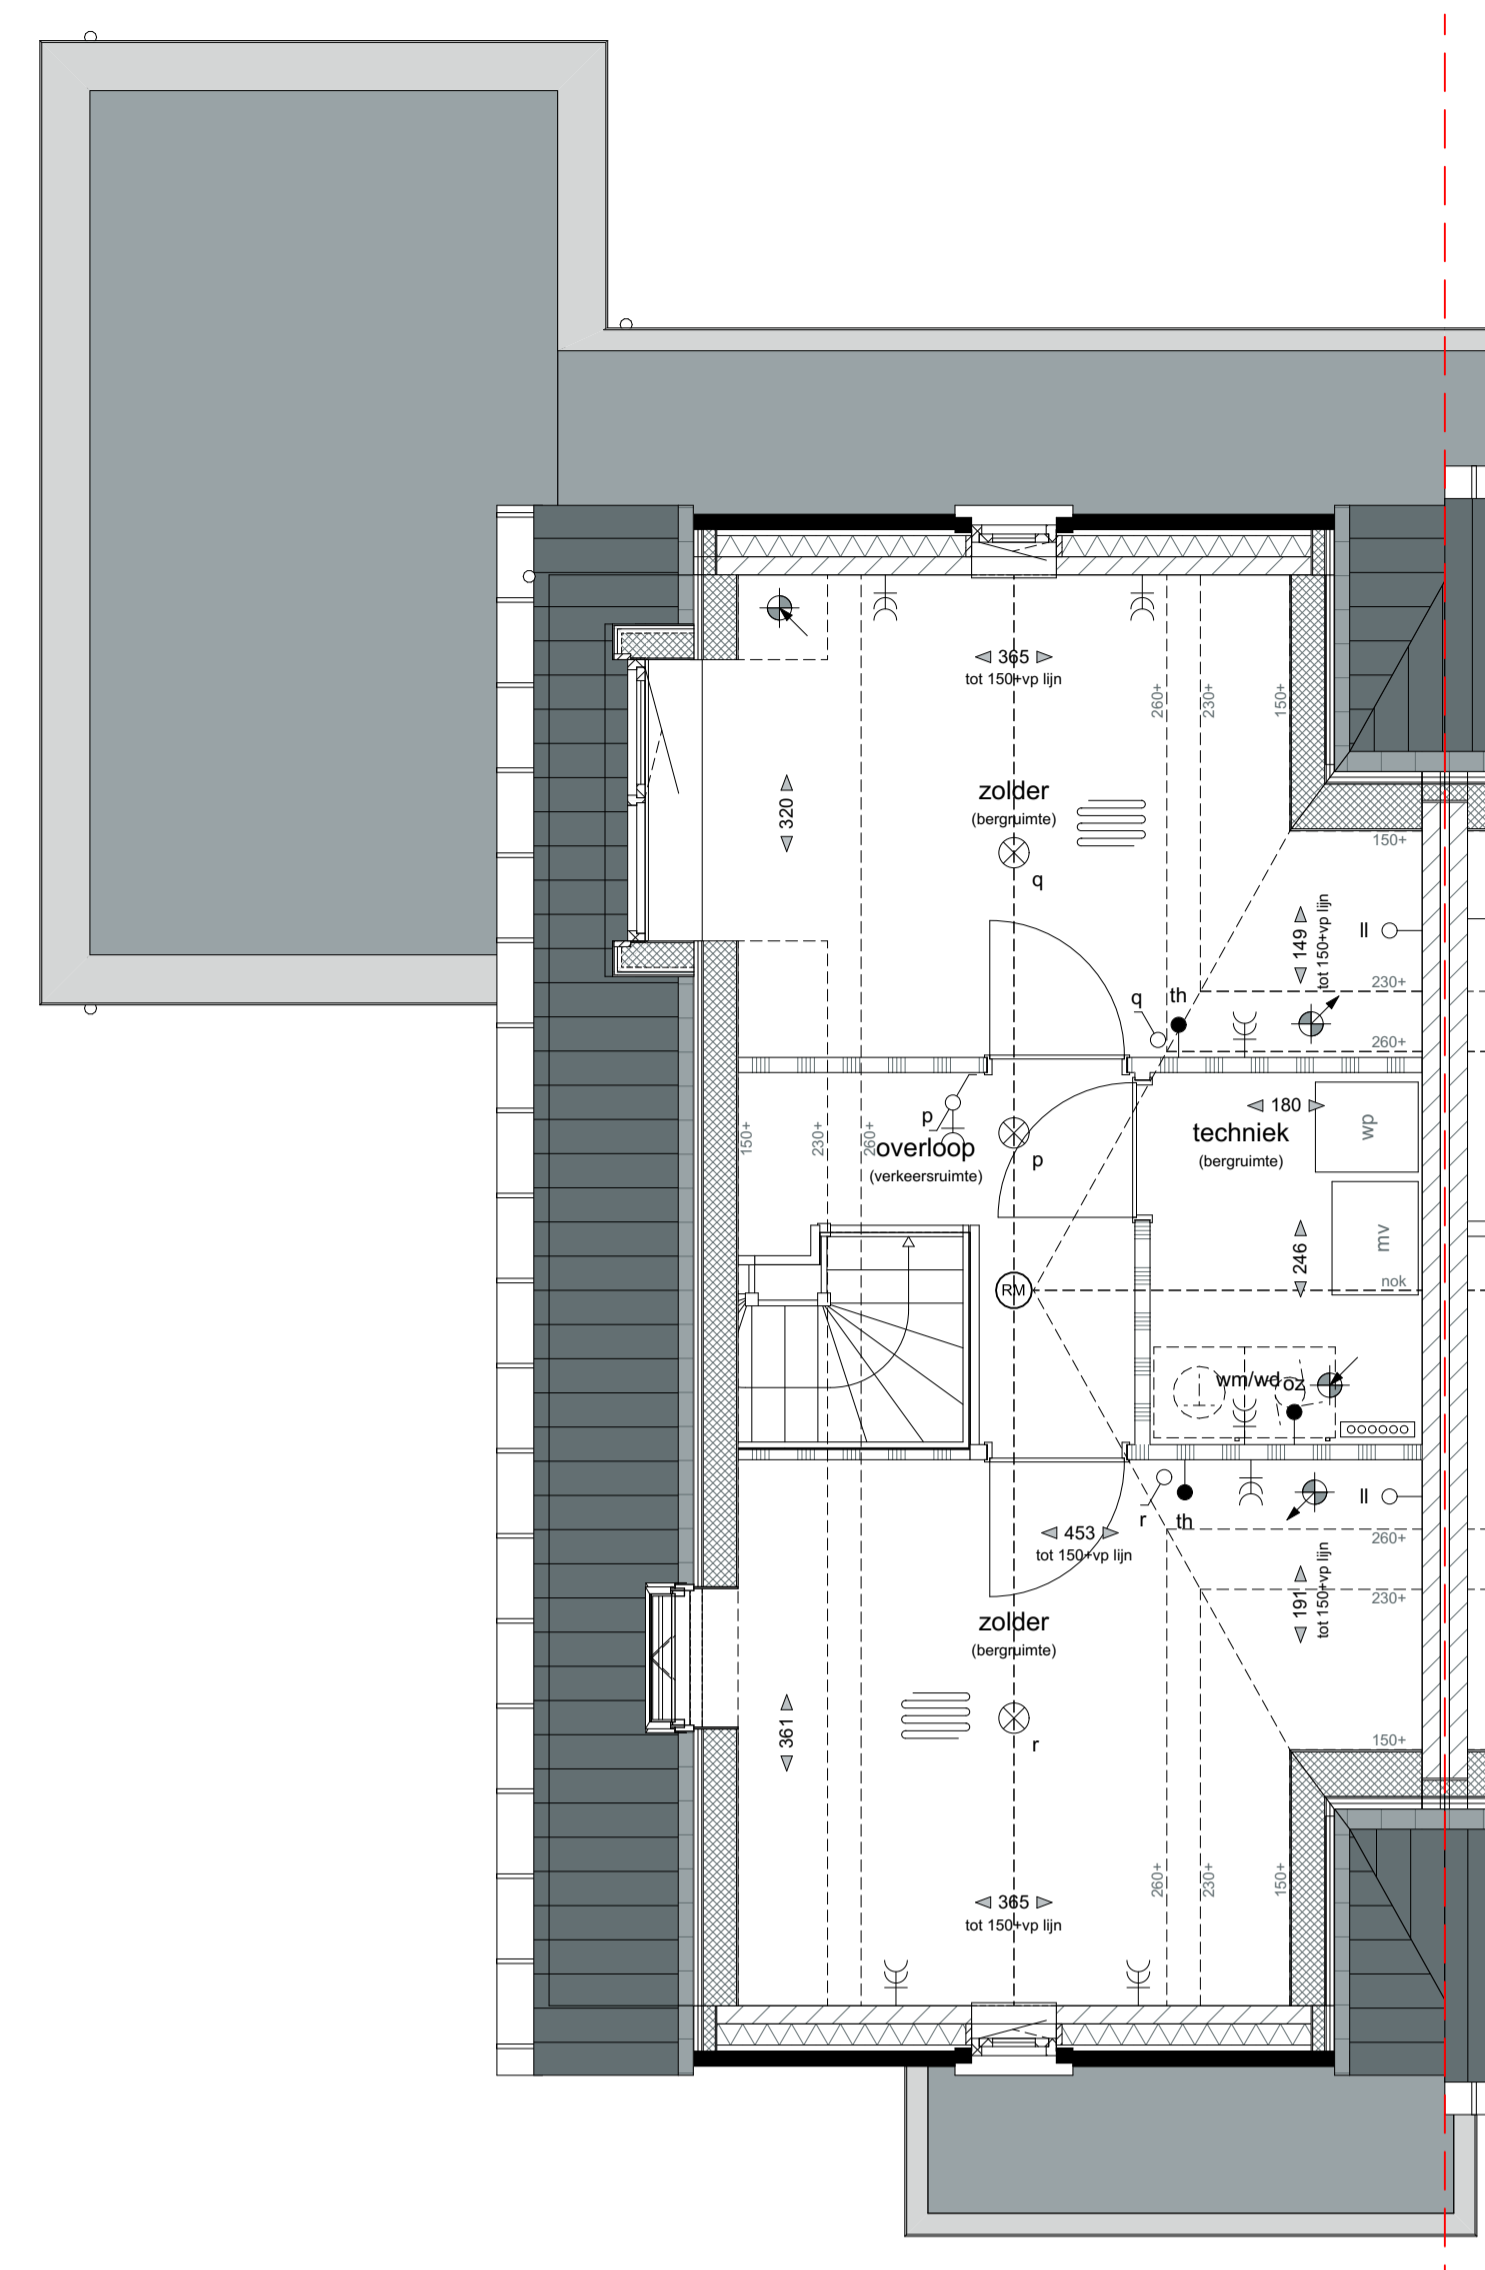 365
tot 150+vp lijn
260+
230+
150+
320
zolder
(bergruimte)
q
150+
149
tot 150+vp lijn
ll
230+
q
th
260+
180
wp
p
techniek
(bergruimte)
150+
230+
260+
overloop
(verkeersruimte)
p
246
mv
nok
RM
wm/wd
oz
ll
r
th
453
tot 150+vp lijn
260+
191
tot 150+vp lijn
230+
zolder
(bergruimte)
361
r
150+
260+
230+
150+
365
tot 150+vp lijn